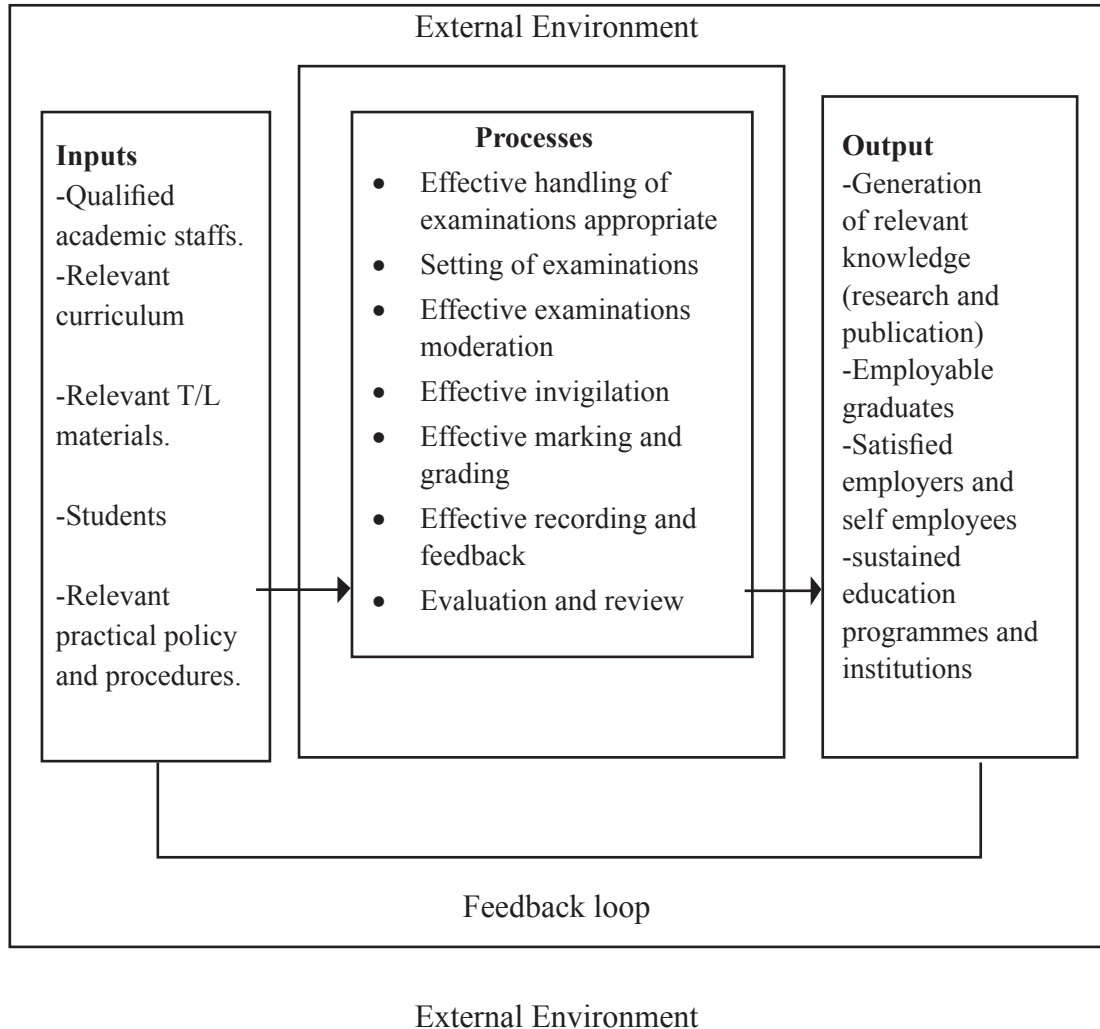 External Environment
Inputs
-Qualified
academic staffs.
-Relevant
curriculum
-Relevant T/L
materials.
-Students
-Relevant
practical policy
and procedures.
Processes
• Effective handling of
examinations appropriate
• Setting of examinations
• Effective examinations
moderation
• Effective invigilation
• Effective marking and
grading
• Effective recording and
feedback
• Evaluation and review
Output
-Generation
of relevant
knowledge
(research and
publication)
-Employable
graduates
-Satisfied
employers and
self employees
-sustained
education
programmes and
institutions
Feedback loop
External Environment